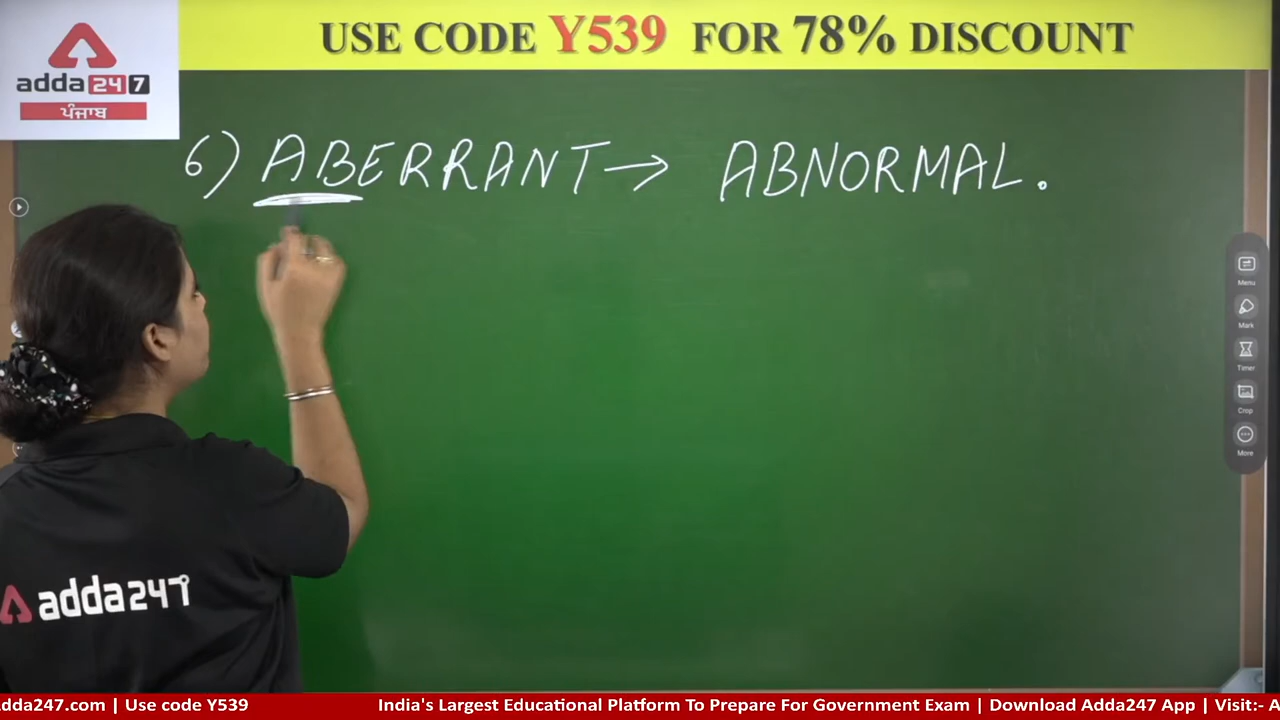 USE CODE Y539 FOR 78% DISCOUNT
adda247
ਪੰਜਾਬ
6) ABERRANT → ABNORMAL.
Menu
Mark
Timer
Crop
More
adda247
dda247.com | Use code Y539 India's Largest Educational Platform To Prepare For Government Exam | Download Adda247 App | Visit:- A